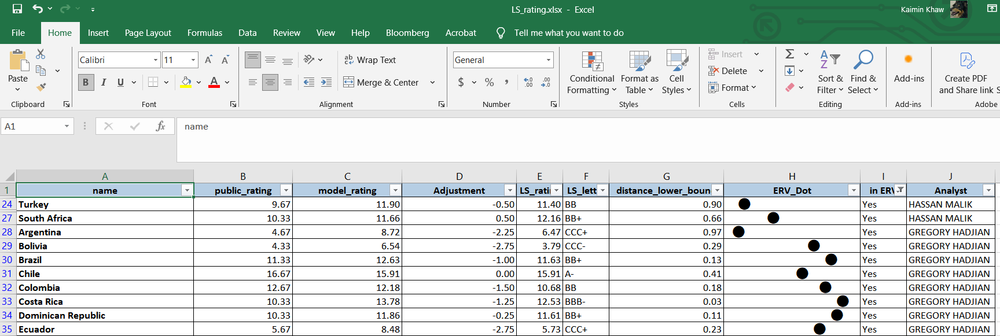 LS_rating.xlsx - Excel
Kaimin Khaw
File Home Insert Page Layout Formulas Data Review View Help Bloomberg Acrobat Tell me what you want to do
Paste
Clipboard
Calibri 11
B I U A
Font
ab Wrap Text
Merge & Center
Alignment
General
$ % ,
Number
Conditional Formatting
Format as Table
Cell Styles
Styles
Insert
Delete
Format
Cells
Sort & Filter
Find & Select
Editing
Add-ins
Add-ins
Create PDF
and Share link S
Adobe
A1 fx name
A B C D E F G H I J
1 name public_rating model_rating Adjustment LS_rati LS_lett distance_lower_boun ERV_Dot in ERV Analyst
24 Turkey 9.67 11.90 -0.50 11.40 BB 0.90 Yes HASSAN MALIK
27 South Africa 10.33 11.66 0.50 12.16 BB+ 0.66 Yes HASSAN MALIK
28 Argentina 4.67 8.72 -2.25 6.47 CCC+ 0.97 Yes GREGORY HADJIAN
29 Bolivia 4.33 6.54 -2.75 3.79 CCC- 0.29 Yes GREGORY HADJIAN
30 Brazil 11.33 12.63 -1.00 11.63 BB+ 0.13 Yes GREGORY HADJIAN
31 Chile 16.67 15.91 0.00 15.91 A- 0.41 Yes GREGORY HADJIAN
32 Colombia 12.67 12.18 -1.50 10.68 BB 0.18 Yes GREGORY HADJIAN
33 Costa Rica 10.33 13.78 -1.25 12.53 BBB- 0.03 Yes GREGORY HADJIAN
34 Dominican Republic 10.33 11.86 -0.25 11.61 BB+ 0.11 Yes GREGORY HADJIAN
35 Ecuador 5.67 8.48 -2.75 5.73 CCC+ 0.23 Yes GREGORY HADJIAN